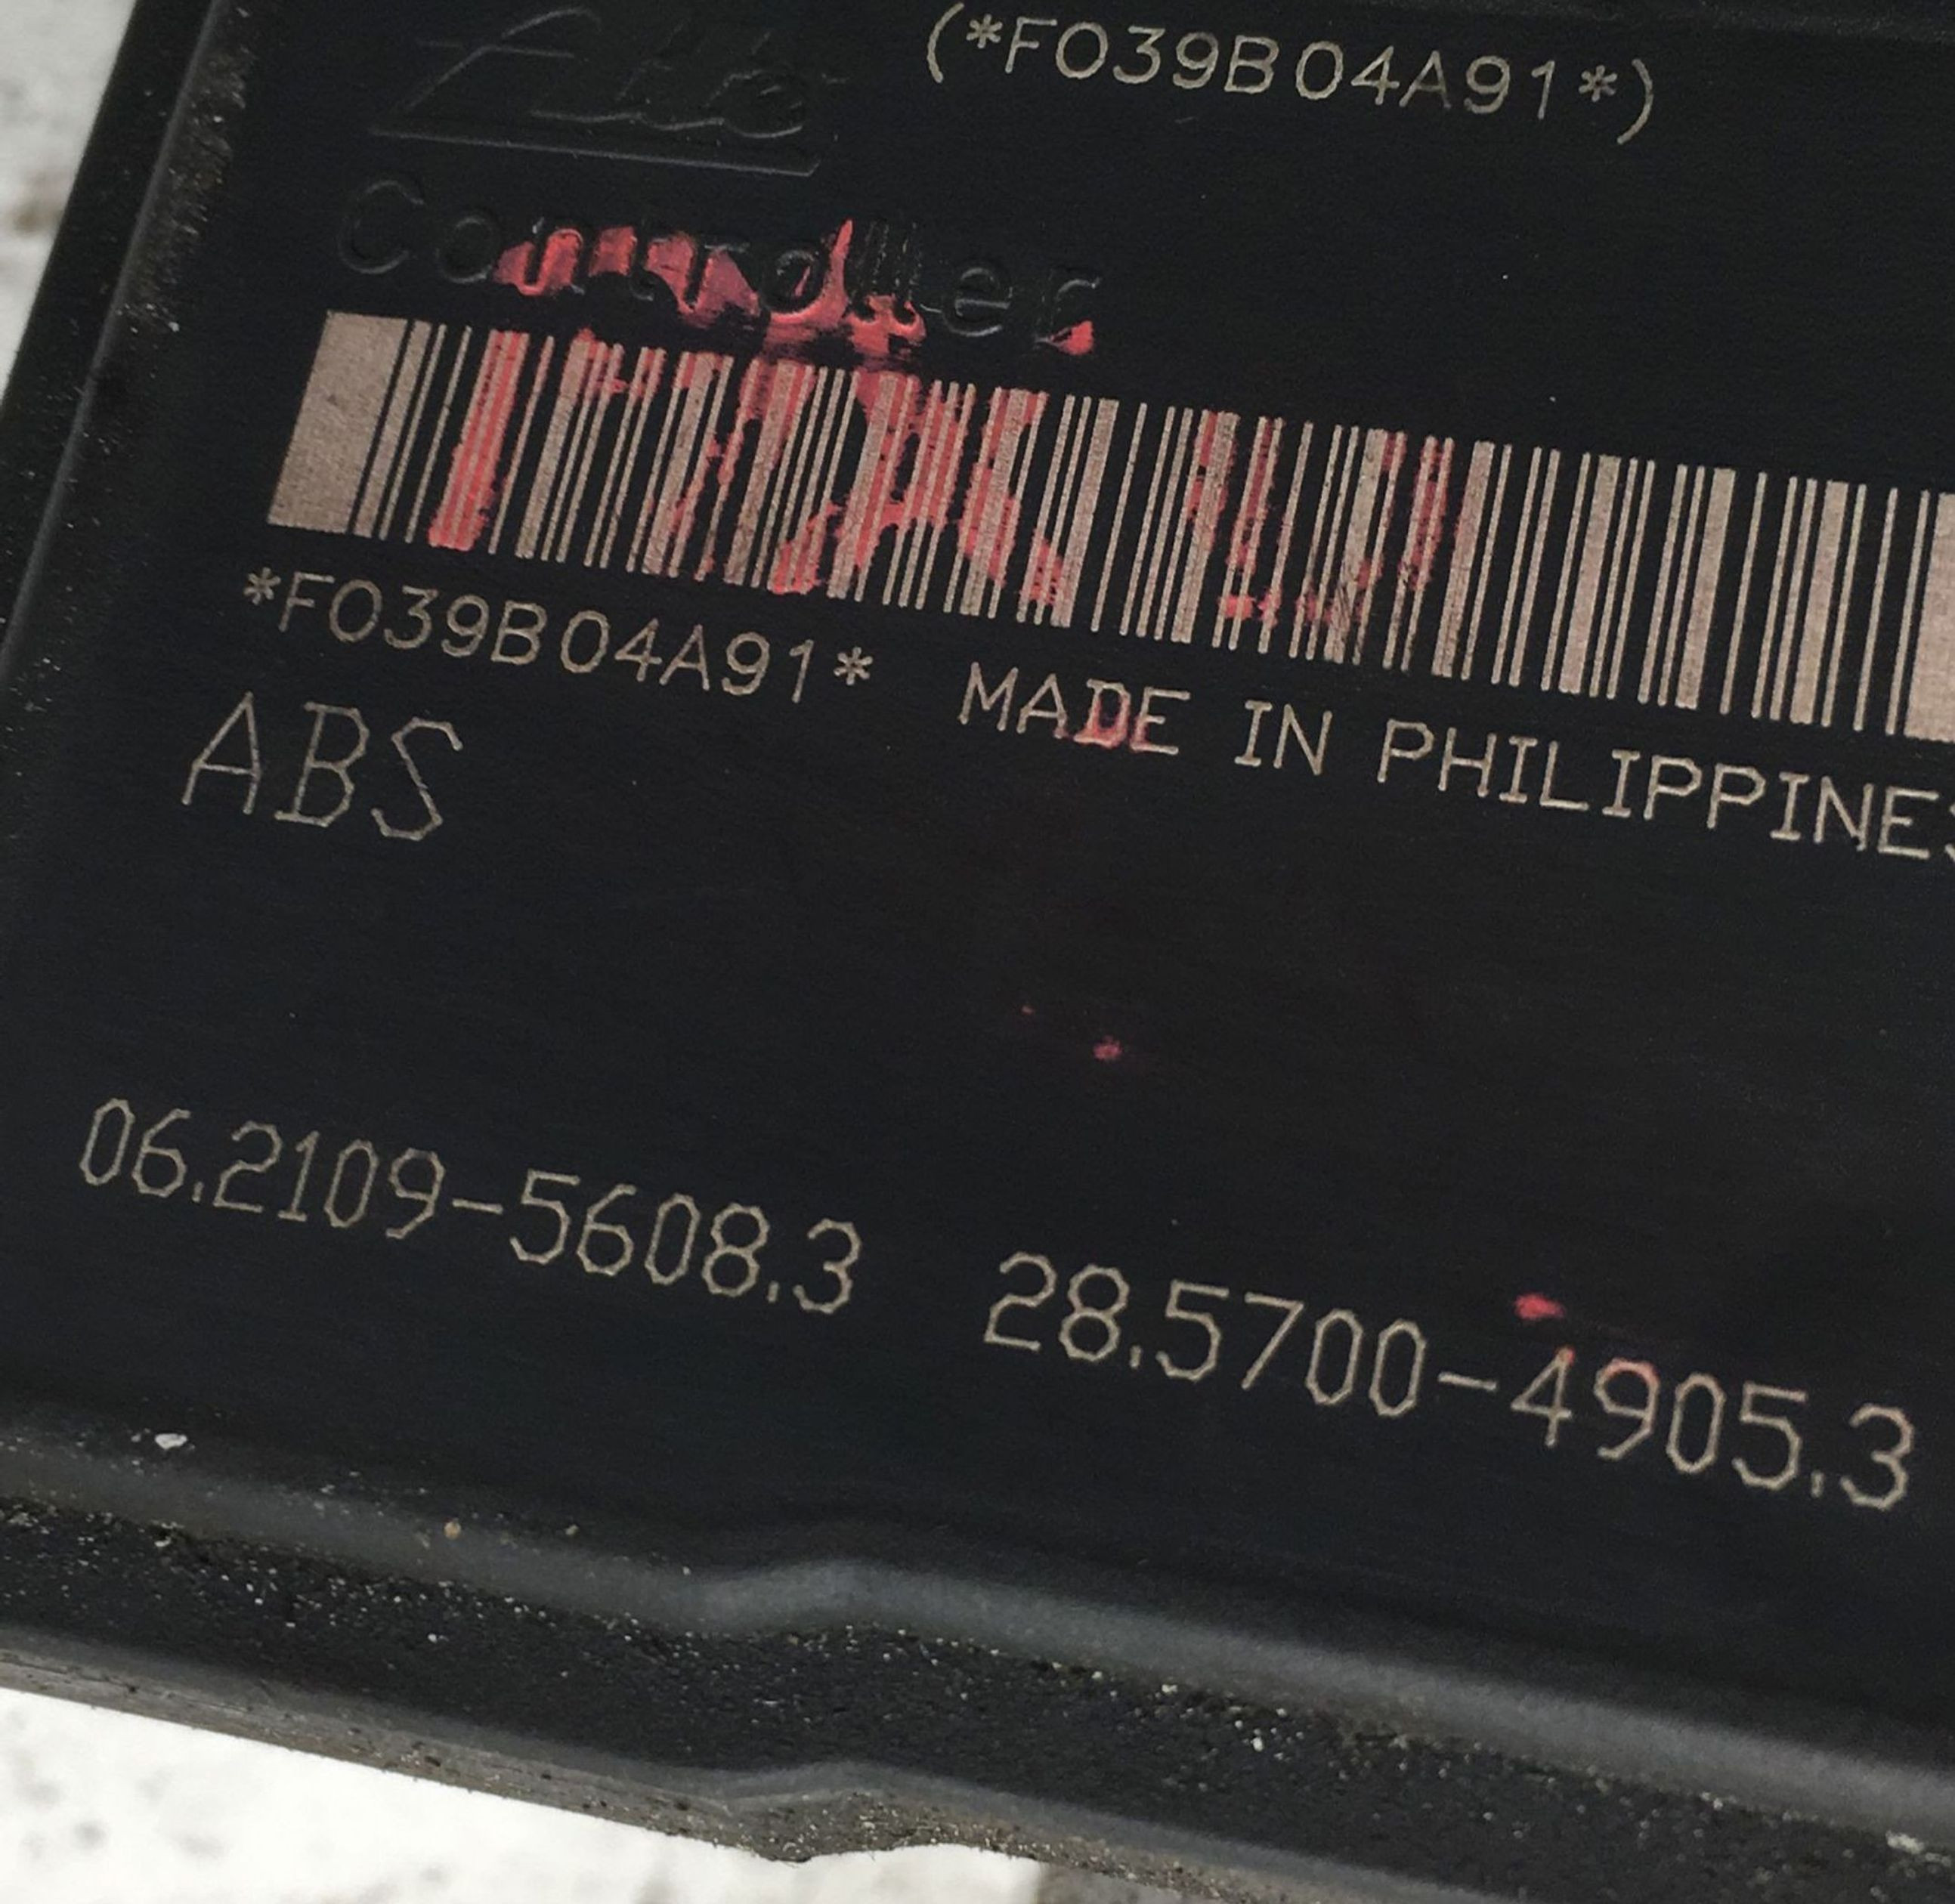 (*F039B04A91*)
Controller
*F039B04A91* MADE IN PHILIPPINES
ABS
06.2109-5608.3 28.5700-4905.3